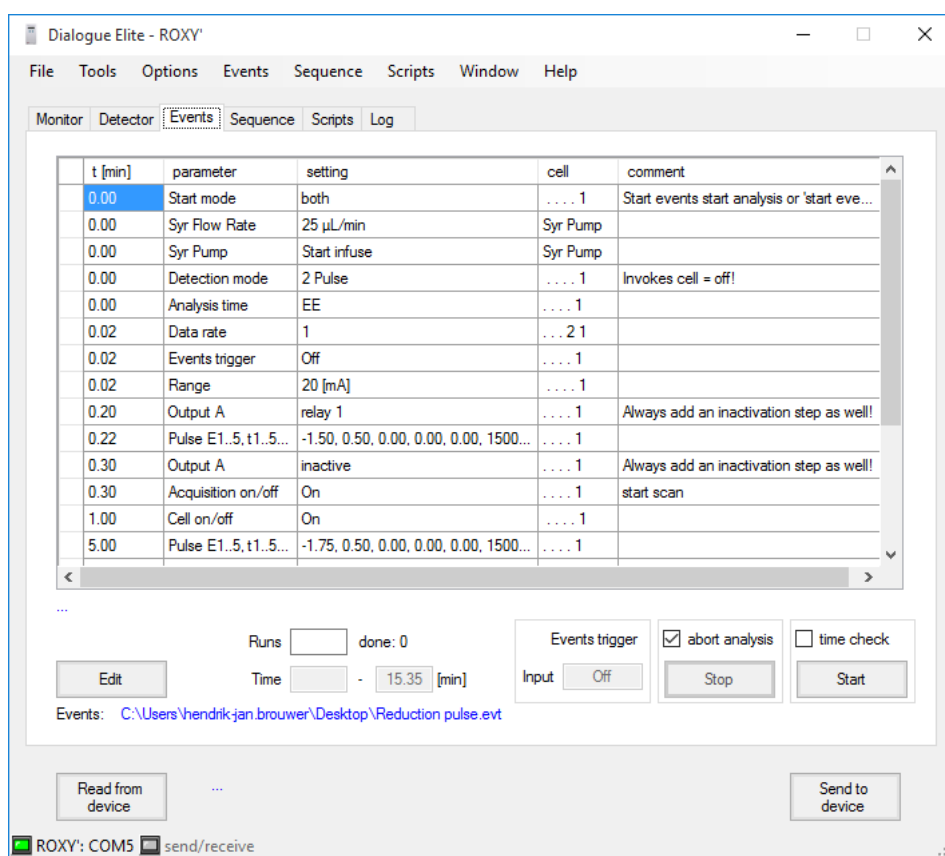 Dialogue Elite - ROXY'
File Tools Options Events Sequence Scripts Window Help
Monitor Detector Events Sequence Scripts Log
t [min] parameter setting cell comment
0.00 Start mode both . . . . 1 Start events start analysis or 'start eve...
0.00 Syr Flow Rate 25 µL/min Syr Pump
0.00 Syr Pump Start infuse Syr Pump
0.00 Detection mode 2 Pulse . . . . 1 Invokes cell = off!
0.00 Analysis time EE . . . . 1
0.02 Data rate 1 . . . 2 1
0.02 Events trigger Off . . . . 1
0.02 Range 20 [mA] . . . . 1
0.20 Output A relay 1 . . . . 1 Always add an inactivation step as well!
0.22 Pulse E1..5, t1..5... -1.50, 0.50, 0.00, 0.00, 0.00, 1500... . . . . 1
0.30 Output A inactive . . . . 1 Always add an inactivation step as well!
0.30 Acquisition on/off On . . . . 1 start scan
1.00 Cell on/off On . . . . 1
5.00 Pulse E1..5, t1..5... -1.75, 0.50, 0.00, 0.00, 0.00, 1500... . . . . 1
...
Runs done: 0 Events trigger abort analysis time check
Edit Time - 15.35 [min] Input Off Stop Start
Events: C:\Users\hendrik-jan.brouwer\Desktop\Reduction pulse.evt
Read from device ... Send to device
ROXY': COM5 send/receive